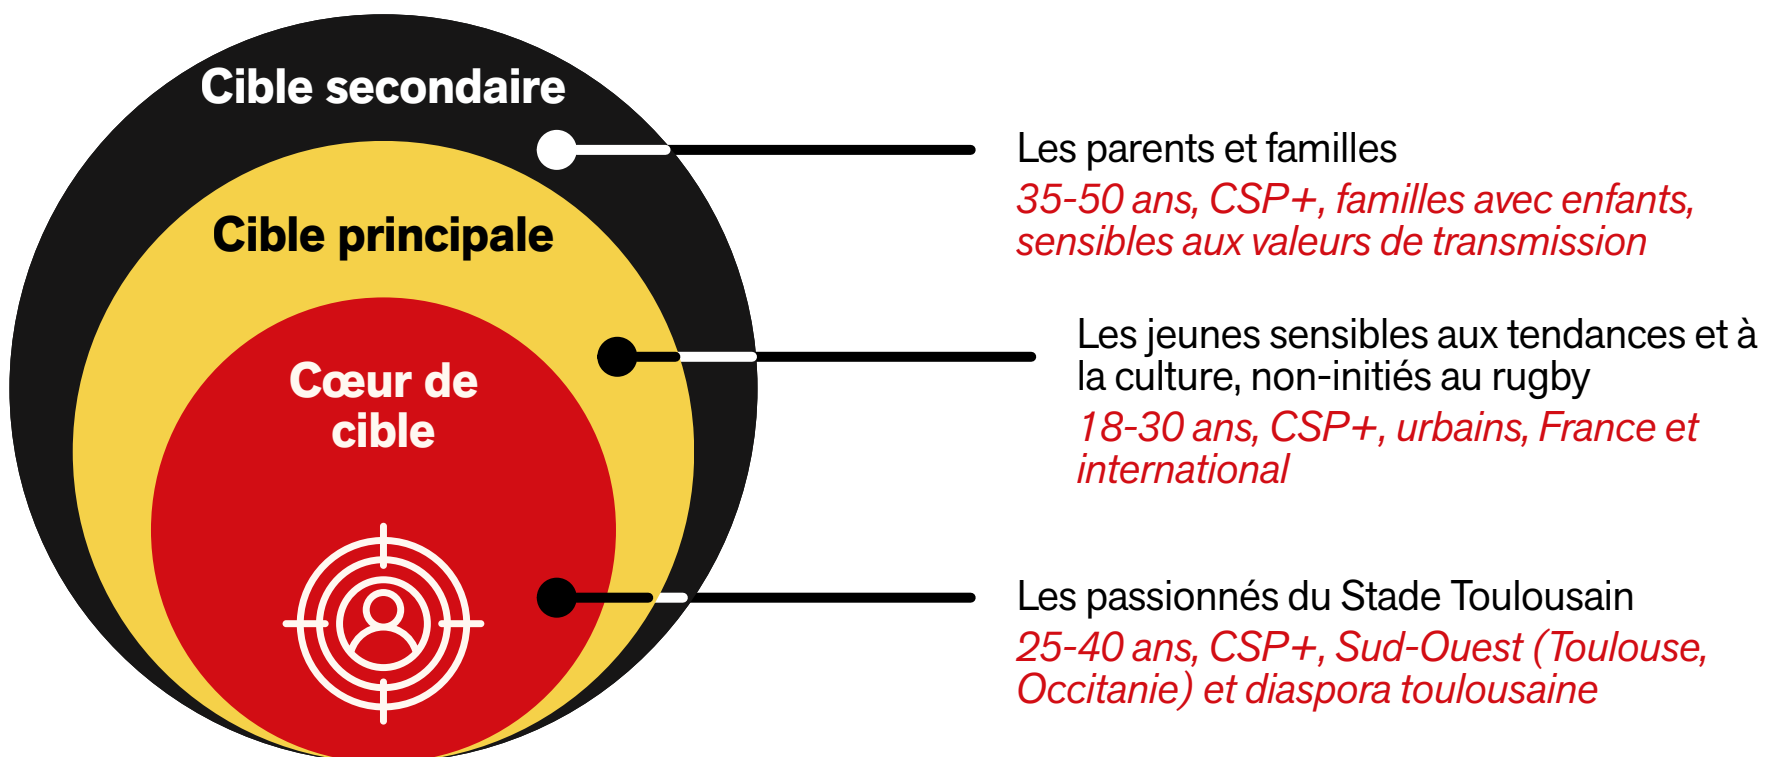 Cible secondaire
Les parents et familles
35-50 ans, CSP+, familles avec enfants,
sensibles aux valeurs de transmission
Cible principale
Les jeunes sensibles aux tendances et à
la culture, non-initiés au rugby
18-30 ans, CSP+, urbains, France et
international
Cœur de
cible
Les passionnés du Stade Toulousain
25-40 ans, CSP+, Sud-Ouest (Toulouse,
Occitanie) et diaspora toulousaine